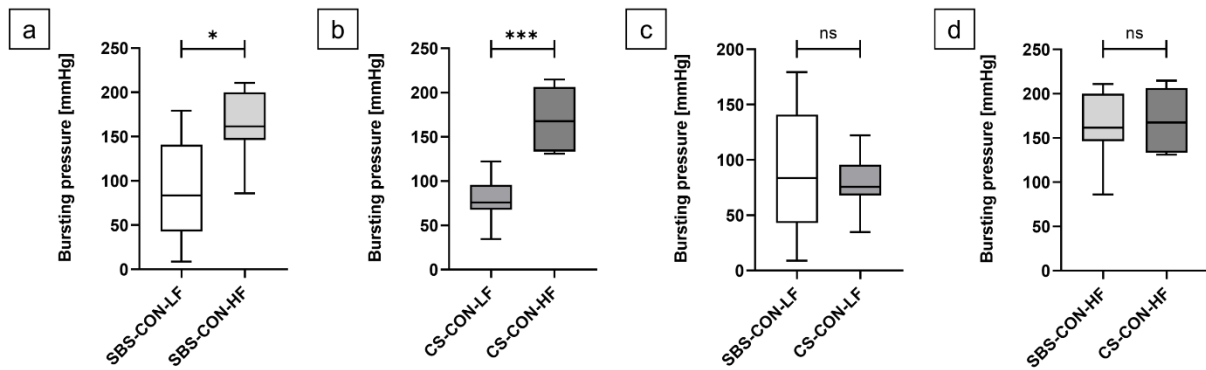 a
Bursting pressure [mmHg]
250
200
150
100
50
0
*
SBS-CON-LF
SBS-CON-HF
b
Bursting pressure [mmHg]
250
200
150
100
50
0
***
CS-CON-LF
CS-CON-HF
c
Bursting pressure [mmHg]
200
150
100
50
0
ns
SBS-CON-LF
CS-CON-LF
d
Bursting pressure [mmHg]
250
200
150
100
50
0
ns
SBS-CON-HF
CS-CON-HF